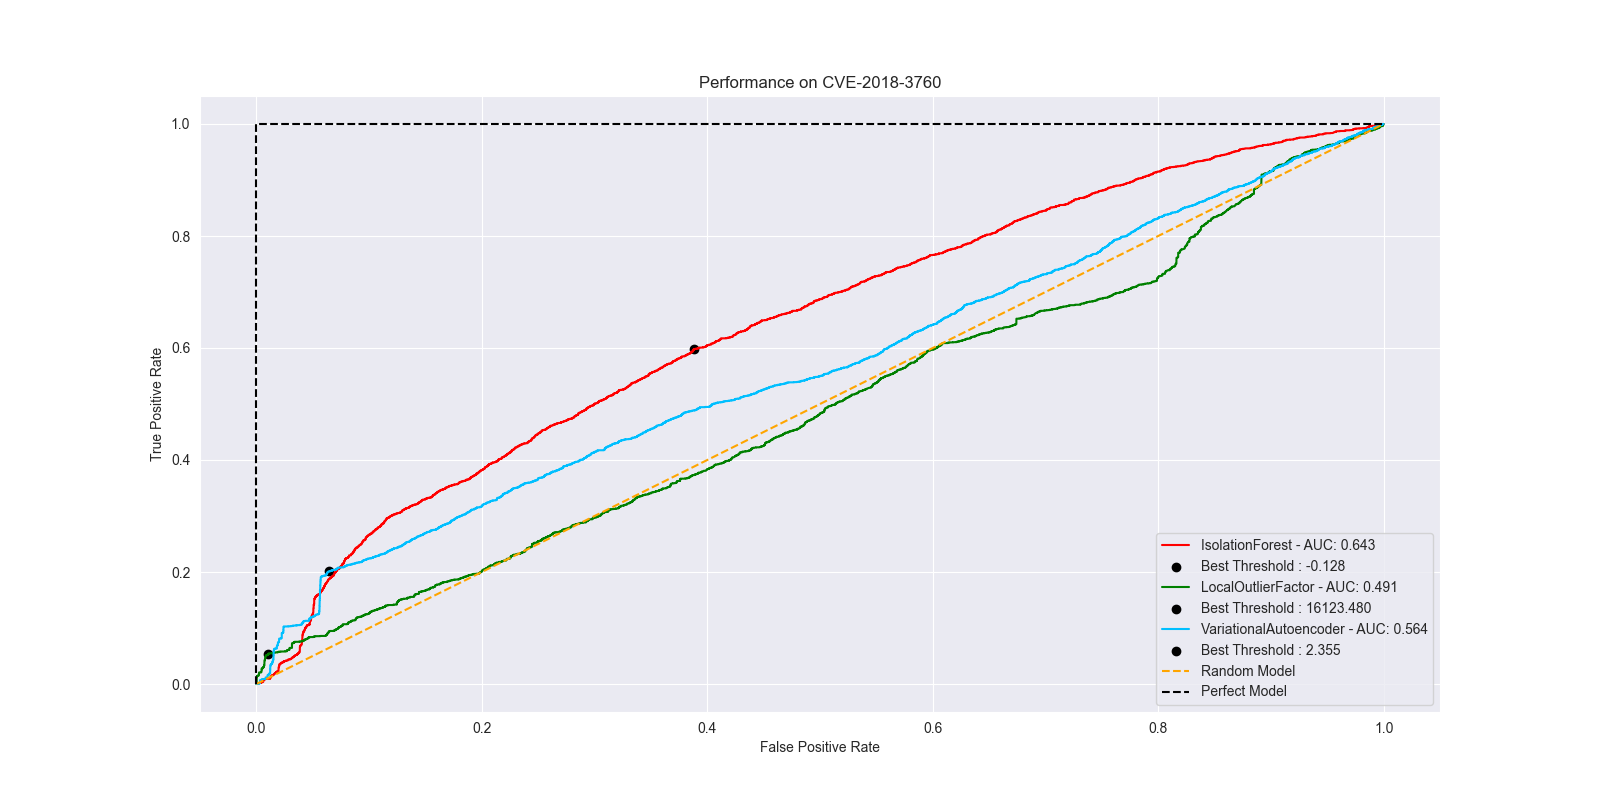 Performance on CVE-2018-3760
1.0
0.8
0.6
0.4
0.2
0.0
True Positive Rate
0.0 0.2 0.4 0.6 0.8 1.0
False Positive Rate
IsolationForest - AUC: 0.643
Best Threshold : -0.128
LocalOutlierFactor - AUC: 0.491
Best Threshold : 16123.480
VariationalAutoencoder - AUC: 0.564
Best Threshold : 2.355
Random Model
Perfect Model